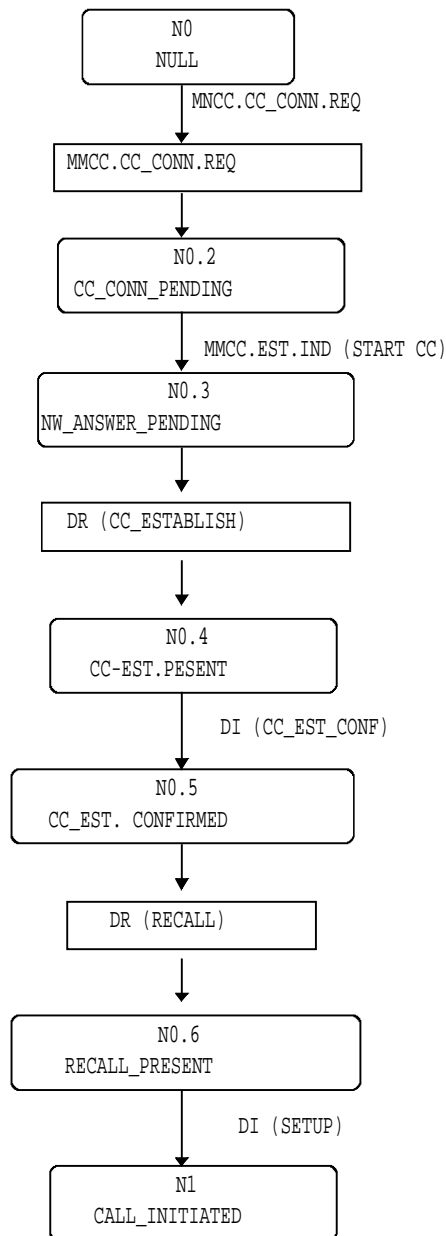 N0
NULL
MNCC.CC_CONN.REQ
MMCC.CC_CONN.REQ
N0.2
CC_CONN_PENDING
MMCC.EST.IND (START CC)
N0.3
NW_ANSWER_PENDING
DR (CC_ESTABLISH)
N0.4
CC-EST.PESENT
DI (CC_EST_CONF)
N0.5
CC_EST. CONFIRMED
DR (RECALL)
N0.6
RECALL_PRESENT
DI (SETUP)
N1
CALL_INITIATED